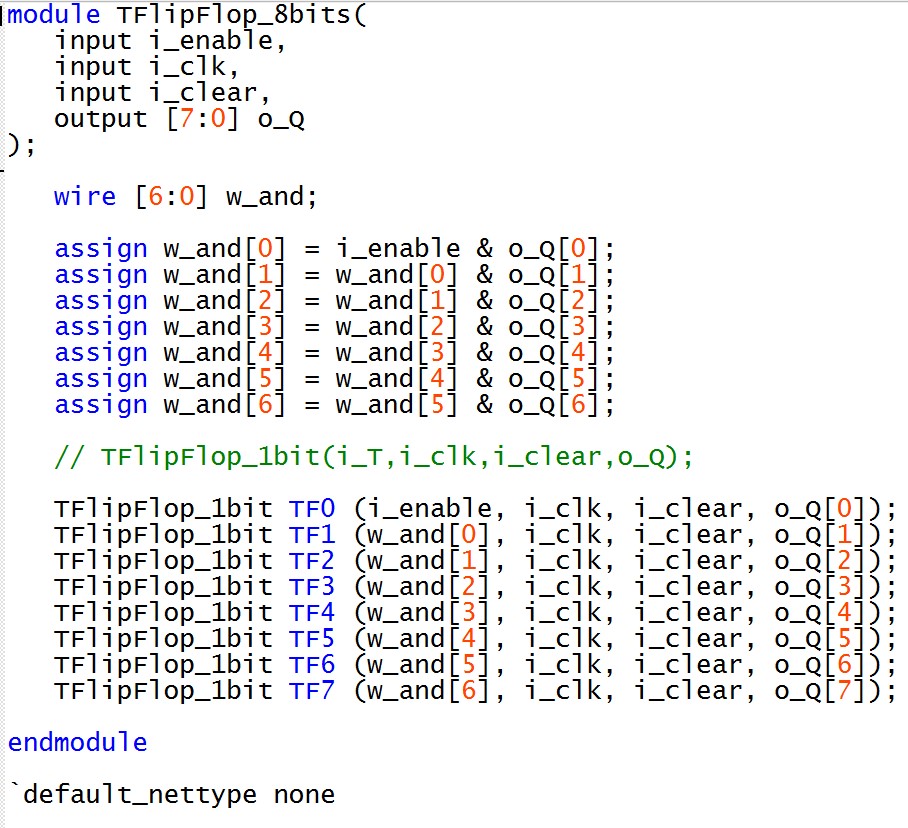 module TFlipFlop_8bits(
input i_enable,
input i_clk,
input i_clear,
output [7:0] o_Q
);
wire [6:0] w_and;
assign w_and[0] = i_enable & o_Q[0];
assign w_and[1] = w_and[0] & o_Q[1];
assign w_and[2] = w_and[1] & o_Q[2];
assign w_and[3] = w_and[2] & o_Q[3];
assign w_and[4] = w_and[3] & o_Q[4];
assign w_and[5] = w_and[4] & o_Q[5];
assign w_and[6] = w_and[5] & o_Q[6];
// TFlipFlop_1bit(i_T,i_clk,i_clear,o_Q);
TFlipFlop_1bit TF0 (i_enable, i_clk, i_clear, o_Q[0]);
TFlipFlop_1bit TF1 (w_and[0], i_clk, i_clear, o_Q[1]);
TFlipFlop_1bit TF2 (w_and[1], i_clk, i_clear, o_Q[2]);
TFlipFlop_1bit TF3 (w_and[2], i_clk, i_clear, o_Q[3]);
TFlipFlop_1bit TF4 (w_and[3], i_clk, i_clear, o_Q[4]);
TFlipFlop_1bit TF5 (w_and[4], i_clk, i_clear, o_Q[5]);
TFlipFlop_1bit TF6 (w_and[5], i_clk, i_clear, o_Q[6]);
TFlipFlop_1bit TF7 (w_and[6], i_clk, i_clear, o_Q[7]);
endmodule
`default_nettype none